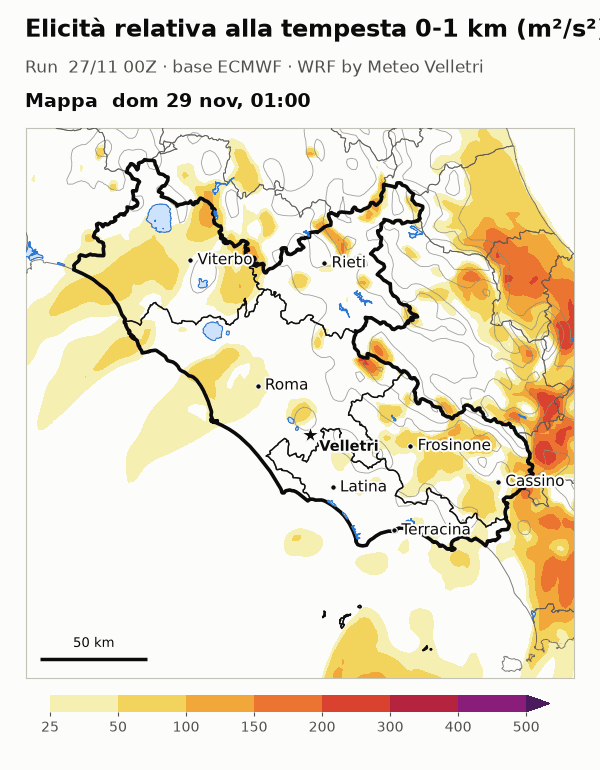 Elicità relativa alla tempesta 0-1 km (m²/s²)
Run 27/11 00Z · base ECMWF · WRF by Meteo Velletri
Mappa dom 29 nov, 01:00
Viterbo
Rieti
Roma
Velletri
Frosinone
Latina
Cassino
Terracina
50 km
25 50 100 150 200 300 400 500